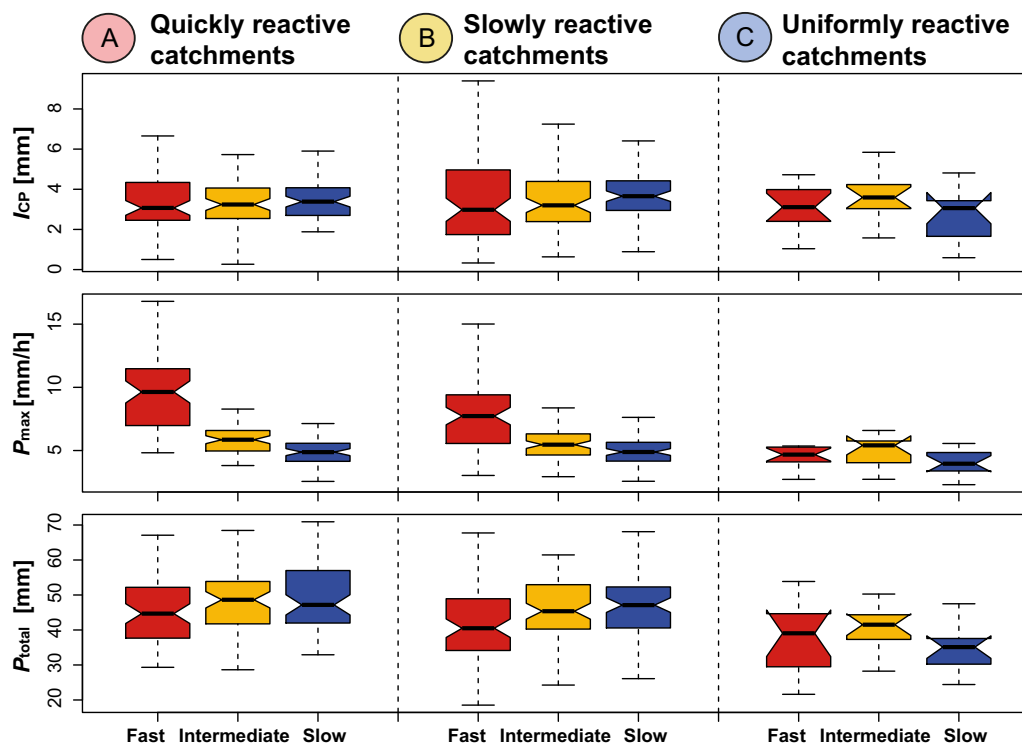 A Quickly reactive catchments
B Slowly reactive catchments
C Uniformly reactive catchments
ICP [mm]
8
6
4
2
0
Pmax [mm/h]
15
10
5
Ptotal [mm]
70
60
50
40
30
20
Fast Intermediate Slow Fast Intermediate Slow Fast Intermediate Slow